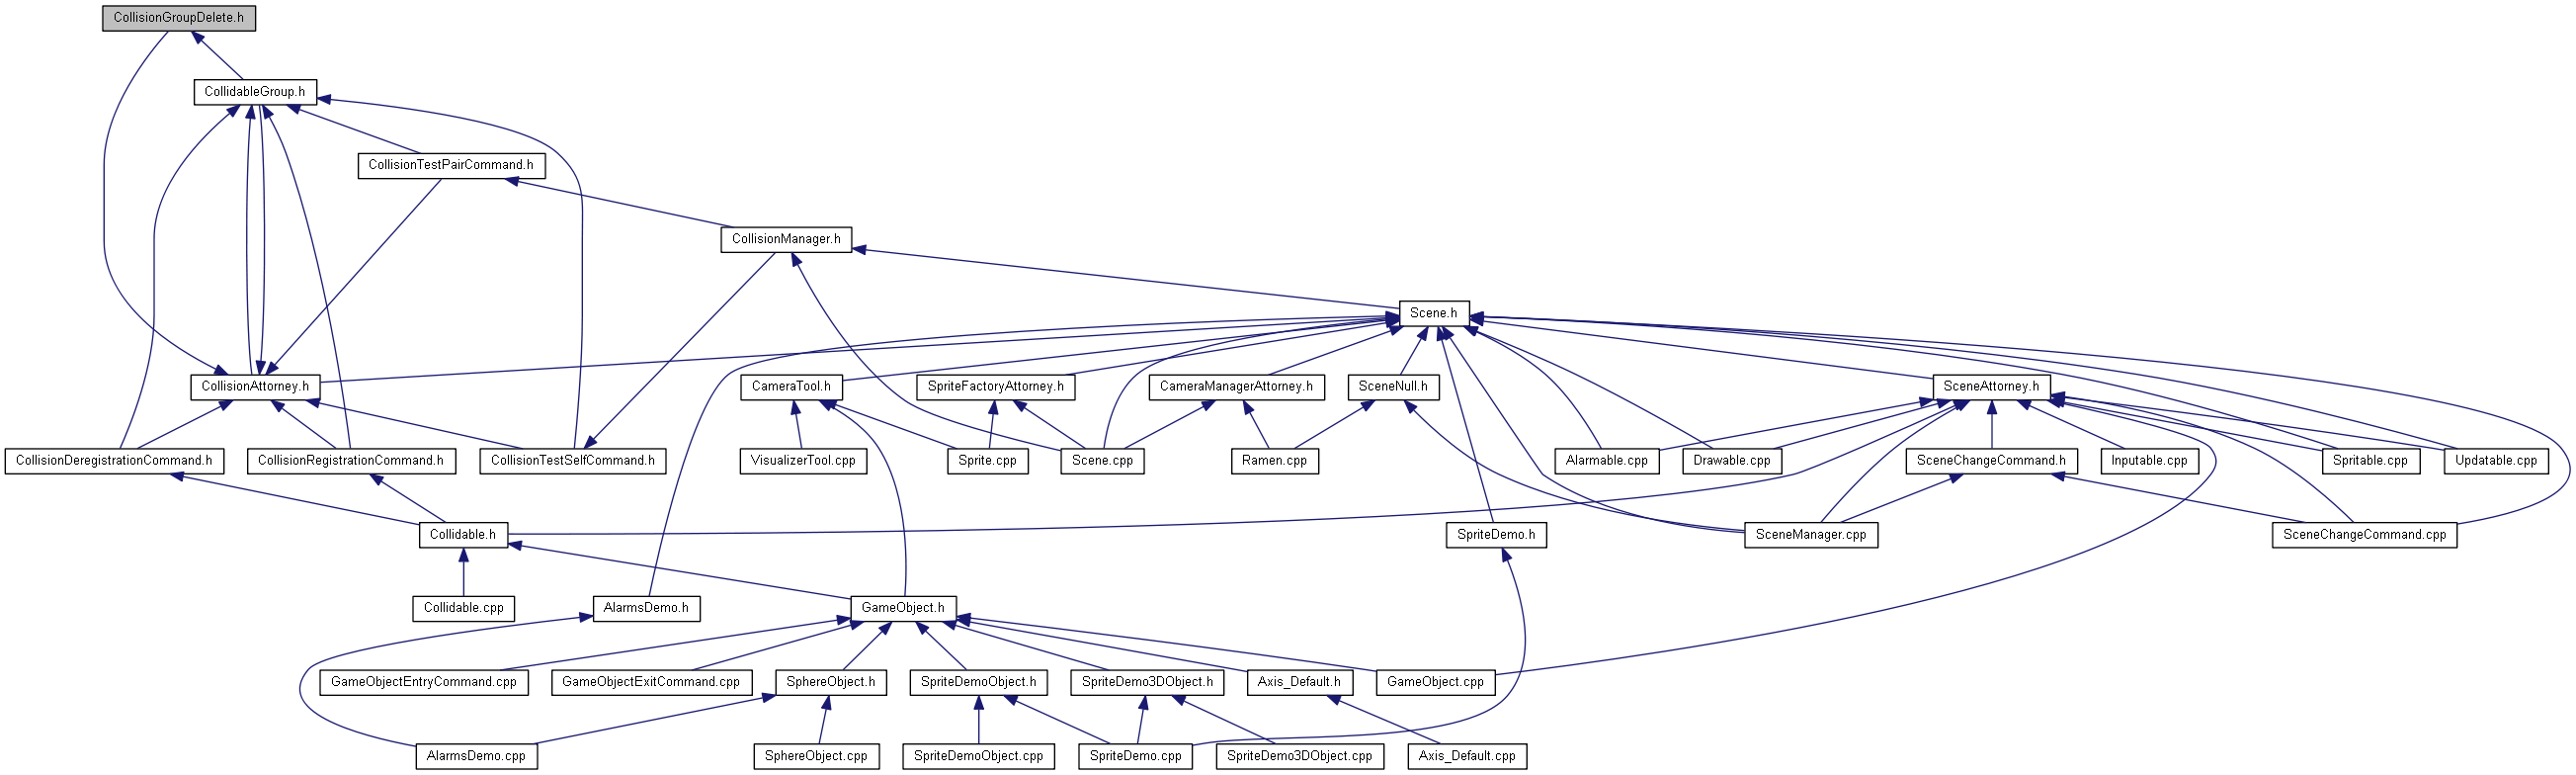 CollisionGroupDelete.h
CollidableGroup.h
CollisionTestPairCommand.h
CollisionManager.h
Scene.h
CollisionAttorney.h
CameraTool.h
SpriteFactoryAttorney.h
CameraManagerAttorney.h
SceneNull.h
SceneAttorney.h
CollisionDeregistrationCommand.h
CollisionRegistrationCommand.h
CollisionTestSelfCommand.h
VisualizerTool.cpp
Sprite.cpp
Scene.cpp
Ramen.cpp
Alarmable.cpp
Drawable.cpp
SceneChangeCommand.h
Inputable.cpp
Spritable.cpp
Updatable.cpp
Collidable.h
SpriteDemo.h
SceneManager.cpp
SceneChangeCommand.cpp
Collidable.cpp
AlarmsDemo.h
GameObject.h
GameObjectEntryCommand.cpp
GameObjectExitCommand.cpp
SphereObject.h
SpriteDemoObject.h
SpriteDemo3DObject.h
Axis_Default.h
GameObject.cpp
AlarmsDemo.cpp
SphereObject.cpp
SpriteDemoObject.cpp
SpriteDemo.cpp
SpriteDemo3DObject.cpp
Axis_Default.cpp